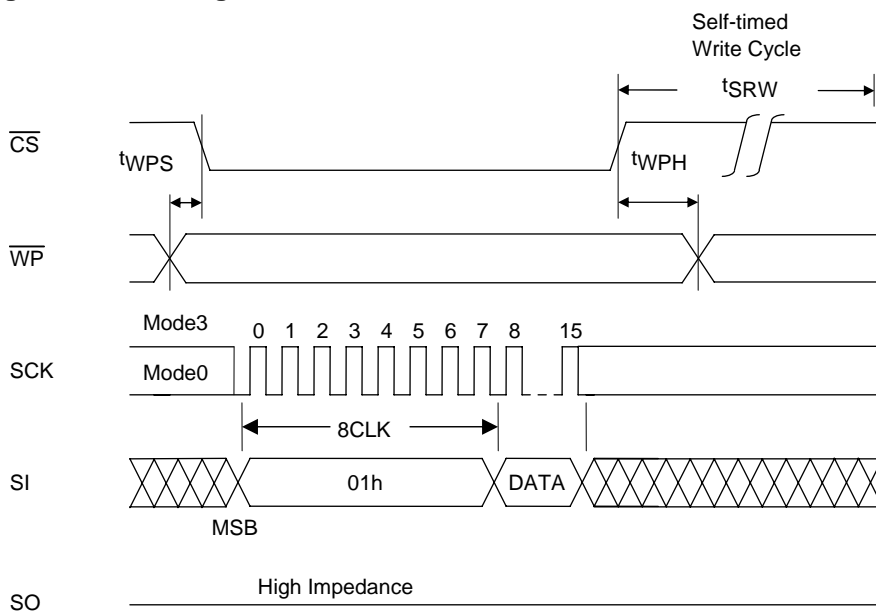 Self-timed
Write Cycle
tSRW
CS
tWPS
tWPH
WP
Mode3
0 1 2 3 4 5 6 7 8 15
SCK
Mode0
8CLK
SI
01h
DATA
MSB
High Impedance
SO